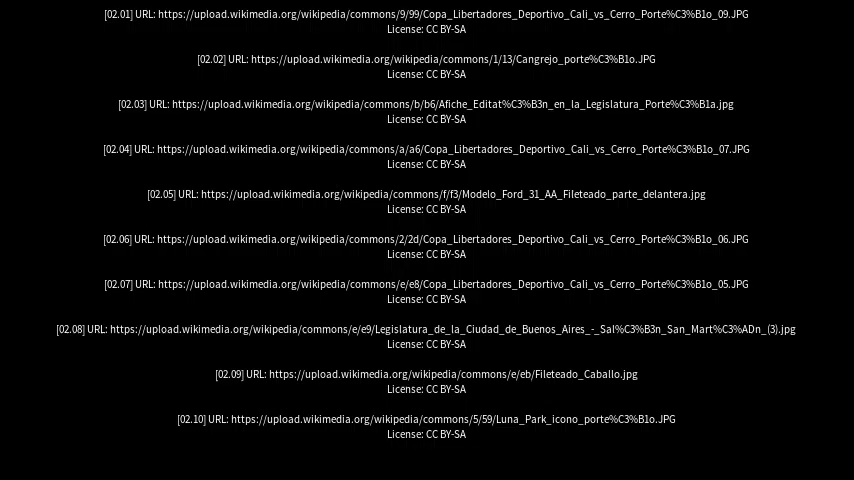 [02.01] URL: https://upload.wikimedia.org/wikipedia/commons/9/99/Copa_Libertadores_Deportivo_Cali_vs_Cerro_Porte%C3%B1o_09.JPG
License: CC BY-SA
[02.02] URL: https://upload.wikimedia.org/wikipedia/commons/1/13/Cangrejo_porte%C3%B1o.JPG
License: CC BY-SA
[02.03] URL: https://upload.wikimedia.org/wikipedia/commons/b/b6/Afiche_Editat%C3%B3n_en_la_Legislatura_Porte%C3%B1a.jpg
License: CC BY-SA
[02.04] URL: https://upload.wikimedia.org/wikipedia/commons/a/a6/Copa_Libertadores_Deportivo_Cali_vs_Cerro_Porte%C3%B1o_07.JPG
License: CC BY-SA
[02.05] URL: https://upload.wikimedia.org/wikipedia/commons/f/f3/Modelo_Ford_31_AA_Fileteado_parte_delantera.jpg
License: CC BY-SA
[02.06] URL: https://upload.wikimedia.org/wikipedia/commons/2/2d/Copa_Libertadores_Deportivo_Cali_vs_Cerro_Porte%C3%B1o_06.JPG
License: CC BY-SA
[02.07] URL: https://upload.wikimedia.org/wikipedia/commons/e/e8/Copa_Libertadores_Deportivo_Cali_vs_Cerro_Porte%C3%B1o_05.JPG
License: CC BY-SA
[02.08] URL: https://upload.wikimedia.org/wikipedia/commons/e/e9/Legislatura_de_la_Ciudad_de_Buenos_Aires_-_Sal%C3%B3n_San_Mart%C3%ADn_(3).jpg
License: CC BY-SA
[02.09] URL: https://upload.wikimedia.org/wikipedia/commons/e/eb/Fileteado_Caballo.jpg
License: CC BY-SA
[02.10] URL: https://upload.wikimedia.org/wikipedia/commons/5/59/Luna_Park_icono_porte%C3%B1o.JPG
License: CC BY-SA